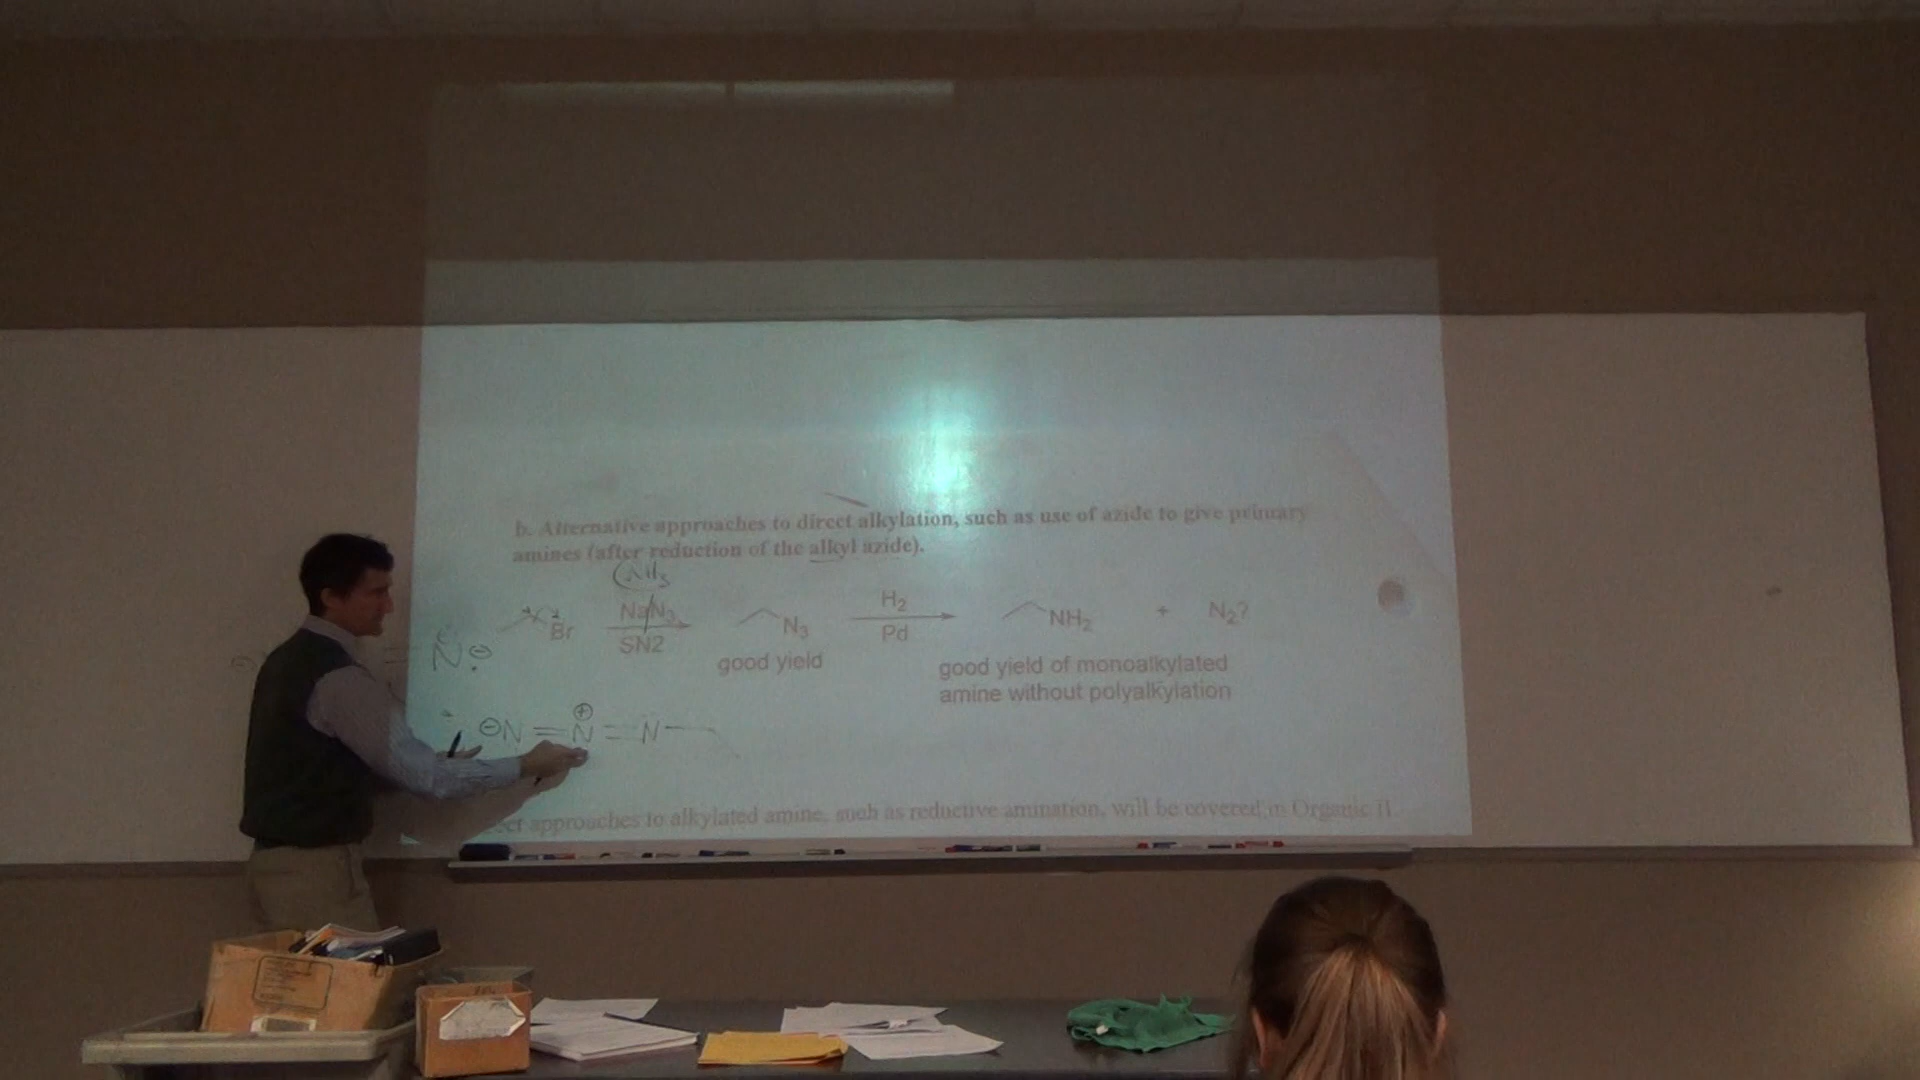 b. Alternative approaches to direct alkylation, such as use of azide to give primary
amines (after reduction of the alkyl azide).
NH₃
Br
NaN₃
SN2
N₃
good yield
H₂
Pd
NH₂
+ N₂?
good yield of monoalkylated
amine without polyalkylation
N ⊖
⊖N = N = N
⊕
approaches to alkylated amine, such as reductive amination, will be covered in Organic II.